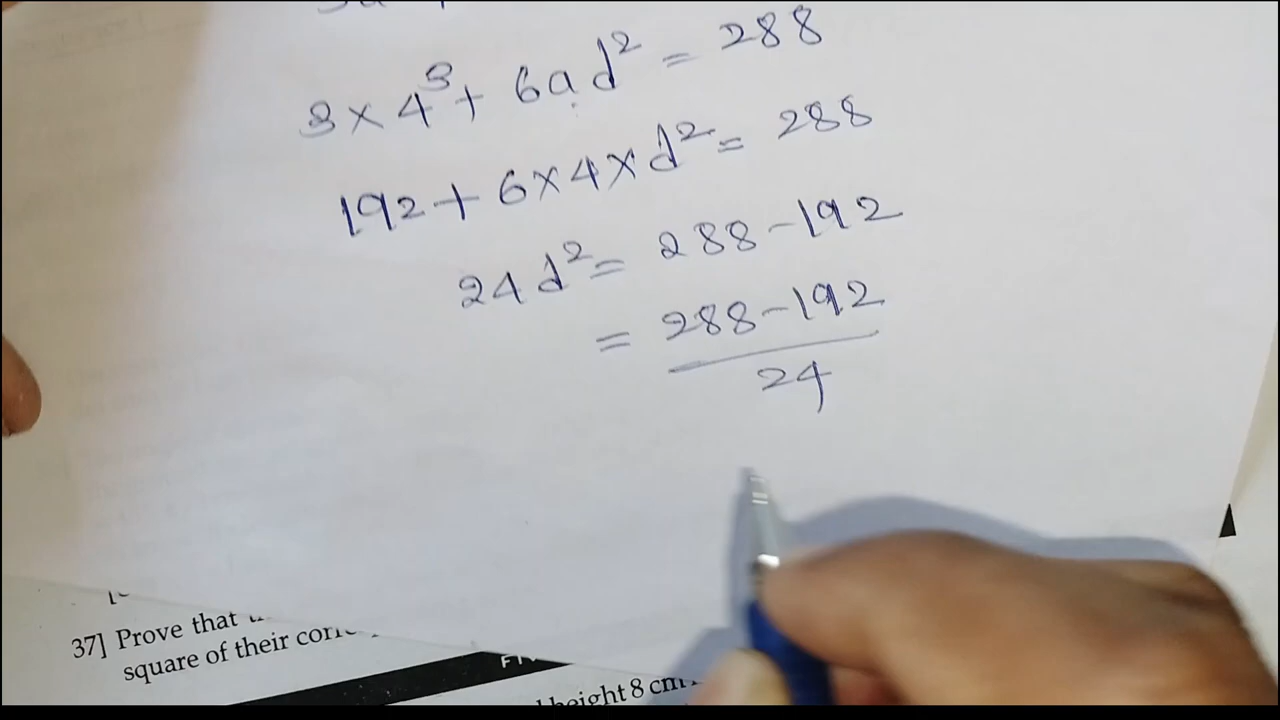 3 × 4³ + 6ad² = 288
192 + 6×4×d² = 288
24d² = 288 - 192
= 288 - 192
24
37] Prove that
square of their
height 8 cm